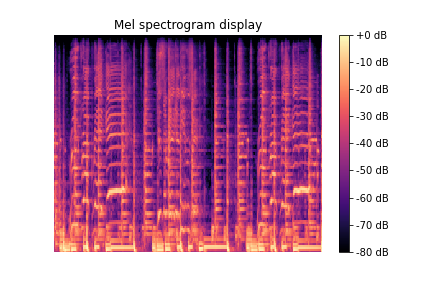 Mel spectrogram display
+0 dB
-10 dB
-20 dB
-30 dB
-40 dB
-50 dB
-60 dB
-70 dB
-80 dB